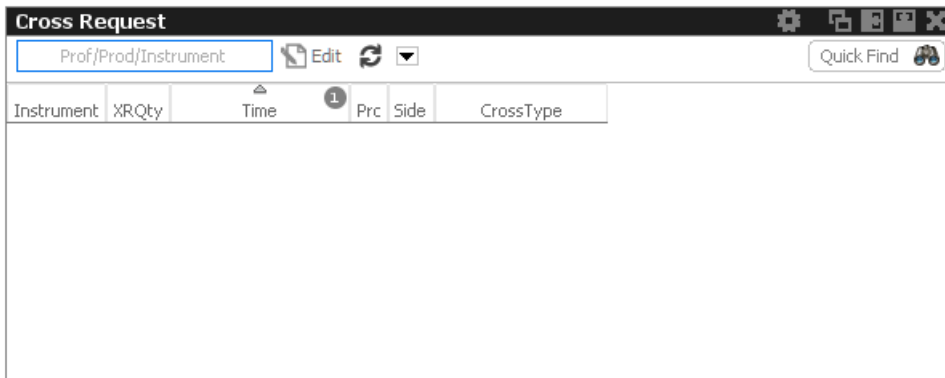 Cross Request
Prof/Prod/Instrument Edit Quick Find
Instrument XRQty Time 1 Prc Side CrossType